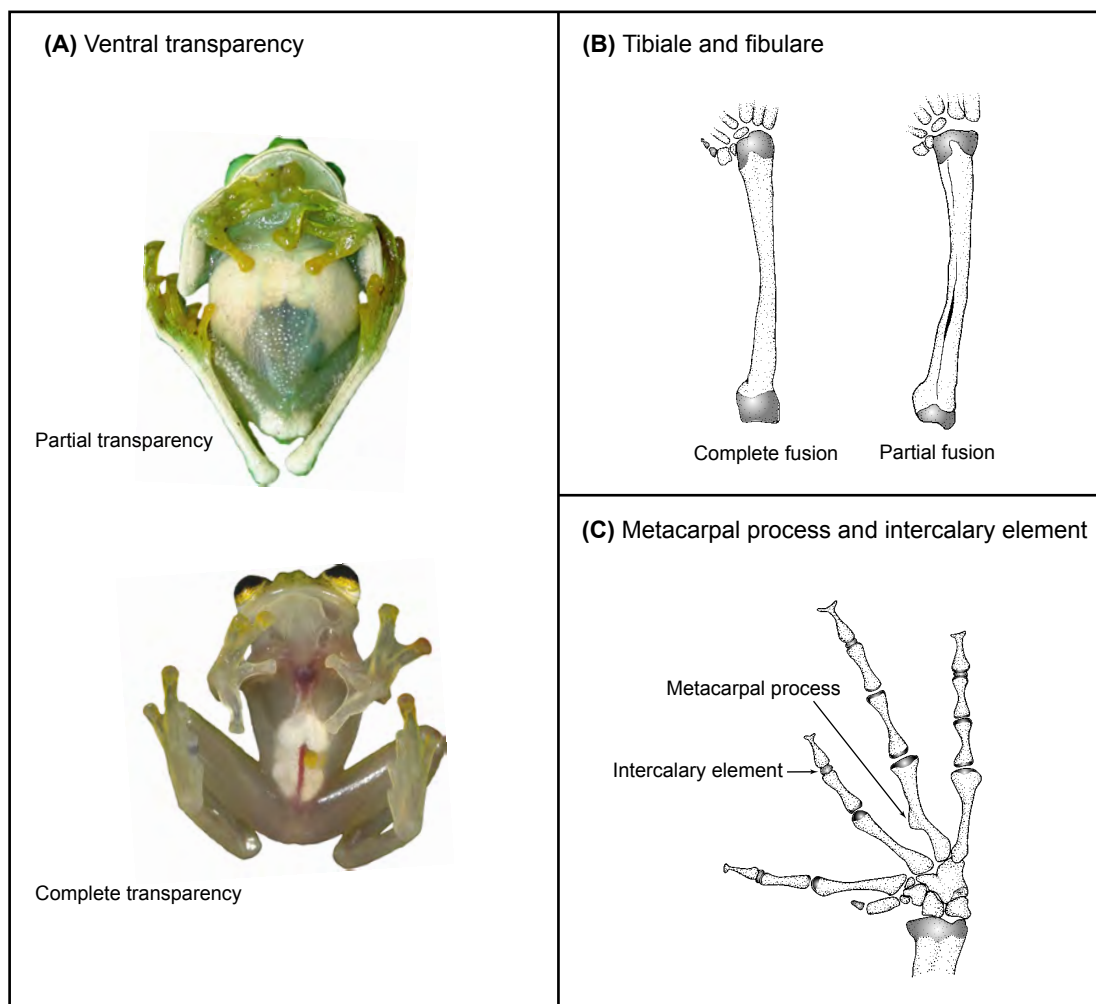 (A) Ventral transparency
Partial transparency
Complete transparency
(B) Tibiale and fibulare
Complete fusion
Partial fusion
(C) Metacarpal process and intercalary element
Metacarpal process
Intercalary element